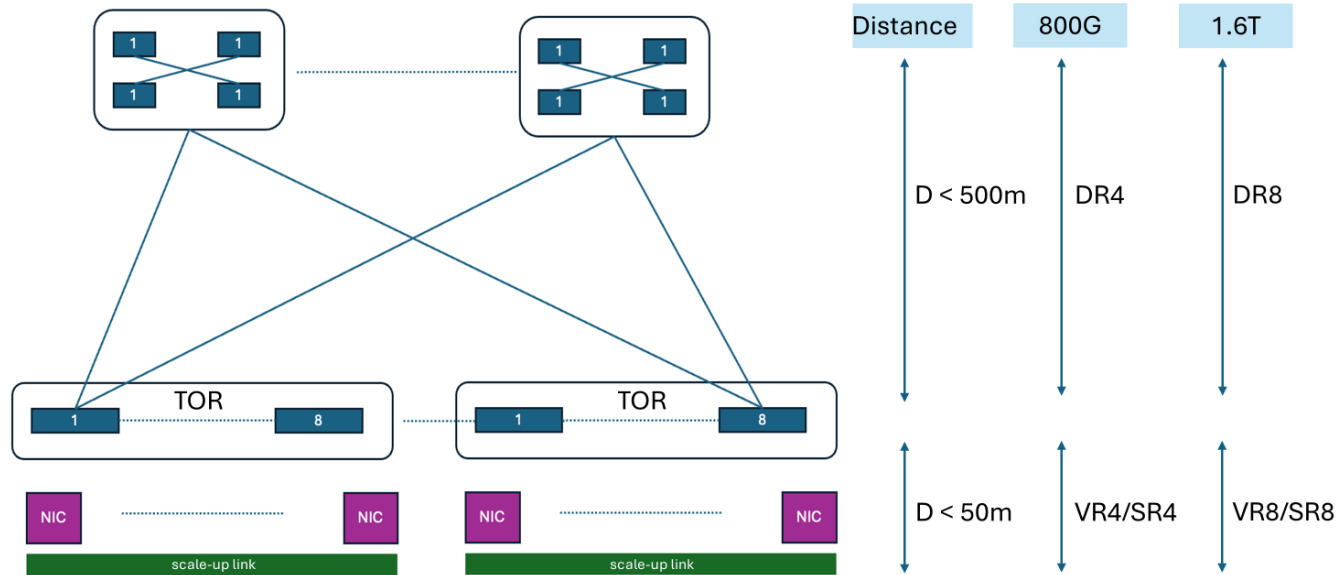 Distance 800G 1.6T
1 1 1 1
1 1 1 1
D < 500m DR4 DR8
TOR TOR
1 8 1 8
NIC NIC NIC NIC
D < 50m VR4/SR4 VR8/SR8
scale-up link scale-up link